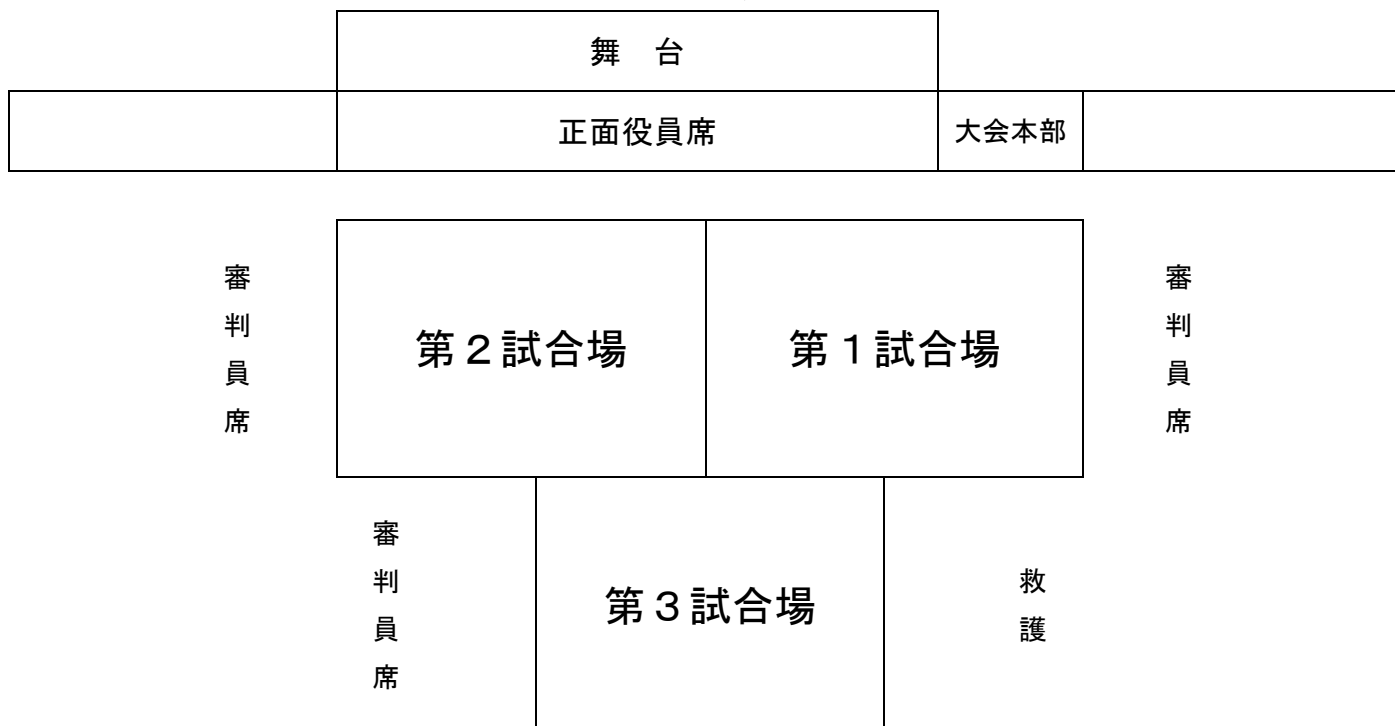 舞　台
正面役員席
大会本部
審判員席
第２試合場
第１試合場
審判員席
審判員席
第３試合場
救護